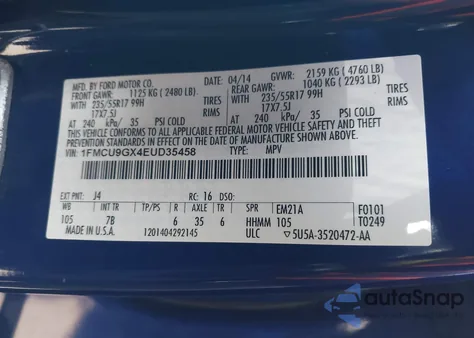 MFD. BY FORD MOTOR CO.
04/14 GVWR: 2159 KG ( 4760 LB)
FRONT GAWR: 1125 KG ( 2480 LB) REAR GAWR: 1040 KG ( 2293 LB)
WITH 235/55R17 99H TIRES WITH 235/55R17 99H TIRES
17X7.5J RIMS 17X7.5J RIMS
AT 240 kPa/ 35 PSI COLD AT 240 kPa/ 35 PSI COLD
THIS VEHICLE CONFORMS TO ALL APPLICABLE FEDERAL MOTOR VEHICLE SAFETY, BUMPER, AND THEFT PREVENTION STANDARDS IN EFFECT ON THE DATE OF MANUFACTURE SHOWN ABOVE.
VIN: 1FMCU9GX4EUD35458
TYPE: MPV
EXT PNT: J4 RC: 16 DSO:
WB TP/PS R AXLE TR SPR EM21A F0101
105 7B 6 35 6 HHMM 105 T0249
MADE IN U.S.A. 1201404292145 ULC 5U5A-3520472-AA
autoSnap